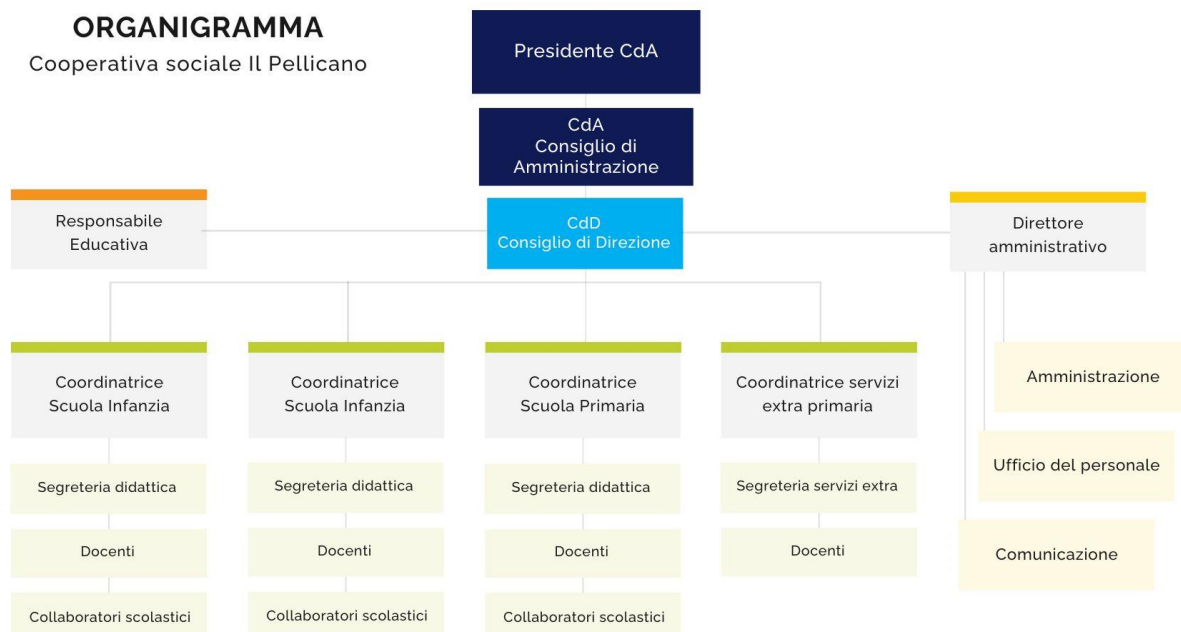 ORGANIGRAMMA
Cooperativa sociale Il Pellicano
Presidente CdA
CdA
Consiglio di
Amministrazione
CdD
Consiglio di Direzione
Responsabile
Educativa
Direttore
amministrativo
Coordinatrice
Scuola Infanzia
Segreteria didattica
Docenti
Collaboratori scolastici
Coordinatrice
Scuola Infanzia
Segreteria didattica
Docenti
Collaboratori scolastici
Coordinatrice
Scuola Primaria
Segreteria didattica
Docenti
Collaboratori scolastici
Coordinatrice servizi
extra primaria
Segreteria servizi extra
Docenti
Amministrazione
Ufficio del personale
Comunicazione